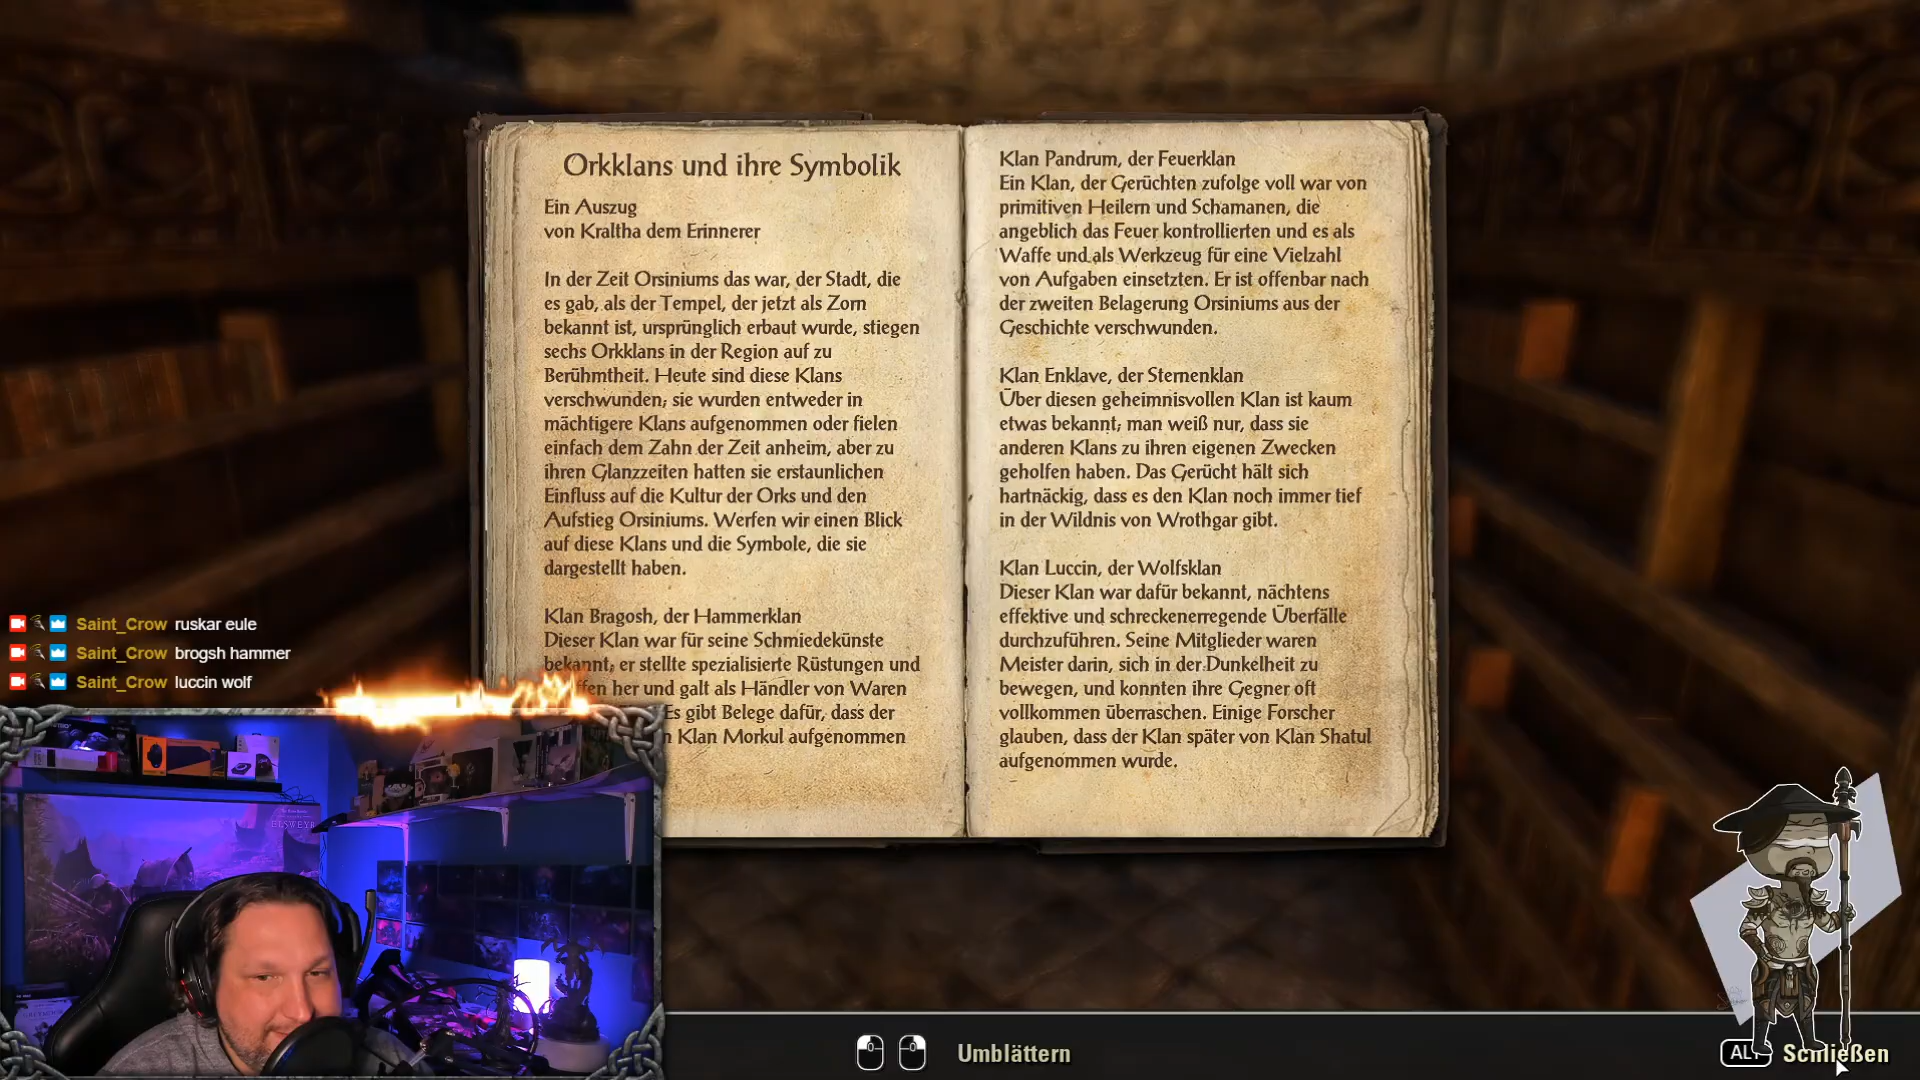 Orkklans und ihre Symbolik
Ein Auszug
von Kraltha dem Erinnerer
In der Zeit Orsiniums das war, der Stadt, die
es gab, als der Tempel, der jetzt als Zorn
bekannt ist, ursprünglich erbaut wurde, stiegen
sechs Orkklans in der Region auf zu
Berühmtheit. Heute sind diese Klans
verschwunden; sie wurden entweder in
mächtigere Klans aufgenommen oder fielen
einfach dem Zahn der Zeit anheim, aber zu
ihren Glanzzeiten hatten sie erstaunlichen
Einfluss auf die Kultur der Orks und den
Aufstieg Orsiniums. Werfen wir einen Blick
auf diese Klans und die Symbole, die sie
dargestellt haben.
Klan Bragosh, der Hammerklan
Dieser Klan war für seine Schmiedekünste
bekannt; er stellte spezialisierte Rüstungen und
her und galt als Händler von Waren
Es gibt Belege dafür, dass der
Klan Morkul aufgenommen
Klan Pandrum, der Feuerklan
Ein Klan, der Gerüchten zufolge voll war von
primitiven Heilern und Schamanen, die
angeblich das Feuer kontrollierten und es als
Waffe und als Werkzeug für eine Vielzahl
von Aufgaben einsetzten. Er ist offenbar nach
der zweiten Belagerung Orsiniums aus der
Geschichte verschwunden.
Klan Enklave, der Sternenklan
Über diesen geheimnisvollen Klan ist kaum
etwas bekannt; man weiß nur, dass sie
anderen Klans zu ihren eigenen Zwecken
geholfen haben. Das Gerücht hält sich
hartnäckig, dass es den Klan noch immer tief
in der Wildnis von Wrothgar gibt.
Klan Luccin, der Wolfsklan
Dieser Klan war dafür bekannt, nächtens
effektive und schreckenerregende Überfälle
durchzuführen. Seine Mitglieder waren
Meister darin, sich in der Dunkelheit zu
bewegen, und konnten ihre Gegner oft
vollkommen überraschen. Einige Forscher
glauben, dass der Klan später von Klan Shatul
aufgenommen wurde.
Saint_Crow ruskar eule
Saint_Crow brogsh hammer
Saint_Crow luccin wolf
ELSWEYR
Umblättern
ALT Schließen